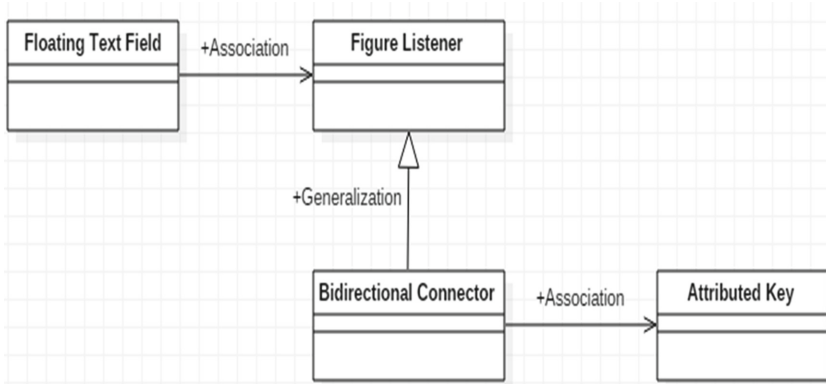 Floating Text Field
+Association
Figure Listener
+Generalization
Bidirectional Connector
+Association
Attributed Key